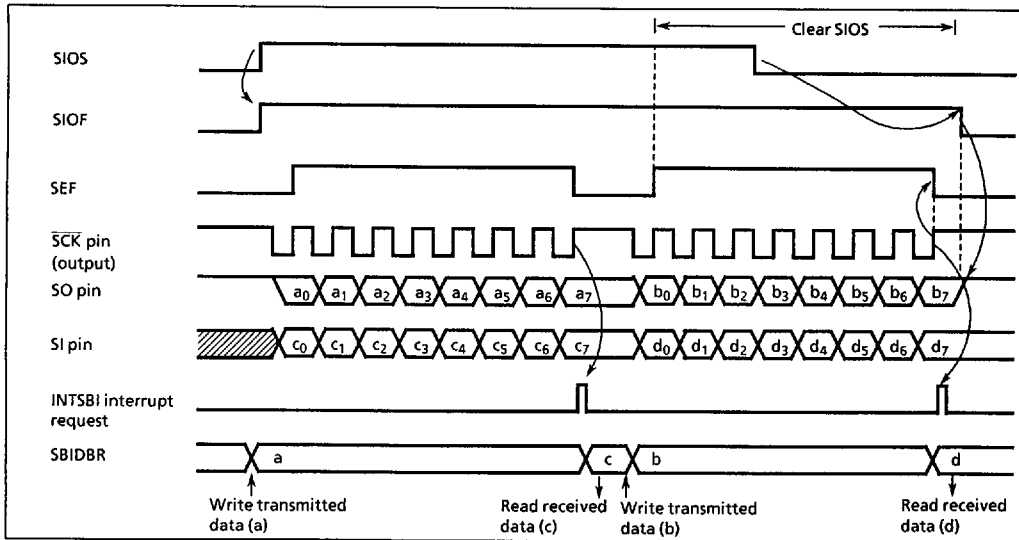 Clear SIOS
SIOS
SIOF
SEF
SCK pin
(output)
SO pin
a0 a1 a2 a3 a4 a5 a6 a7 b0 b1 b2 b3 b4 b5 b6 b7
SI pin
c0 c1 c2 c3 c4 c5 c6 c7 d0 d1 d2 d3 d4 d5 d6 d7
INTSBI interrupt
request
SBIDBR
a c b d
Write transmitted
data (a)
Read received
data (c)
Write transmitted
data (b)
Read received
data (d)